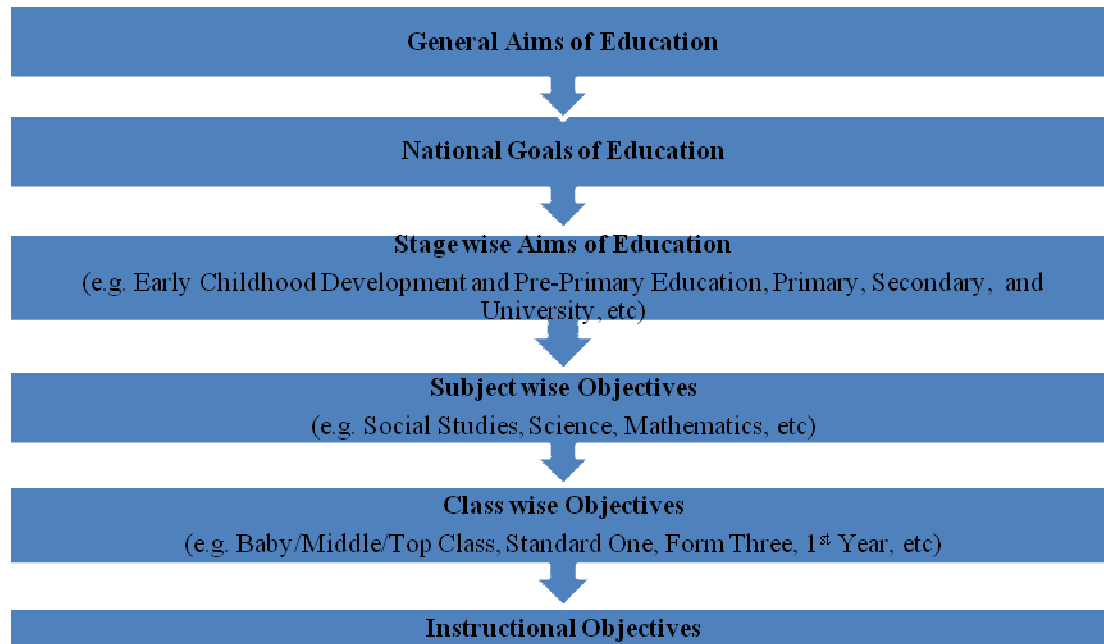 General Aims of Education
National Goals of Education
Stage wise Aims of Education
(e.g. Early Childhood Development and Pre-Primary Education, Primary, Secondary, and
University, etc)
Subject wise Objectives
(e.g. Social Studies, Science, Mathematics, etc)
Class wise Objectives
(e.g. Baby/Middle/Top Class, Standard One, Form Three, 1st Year, etc)
Instructional Objectives